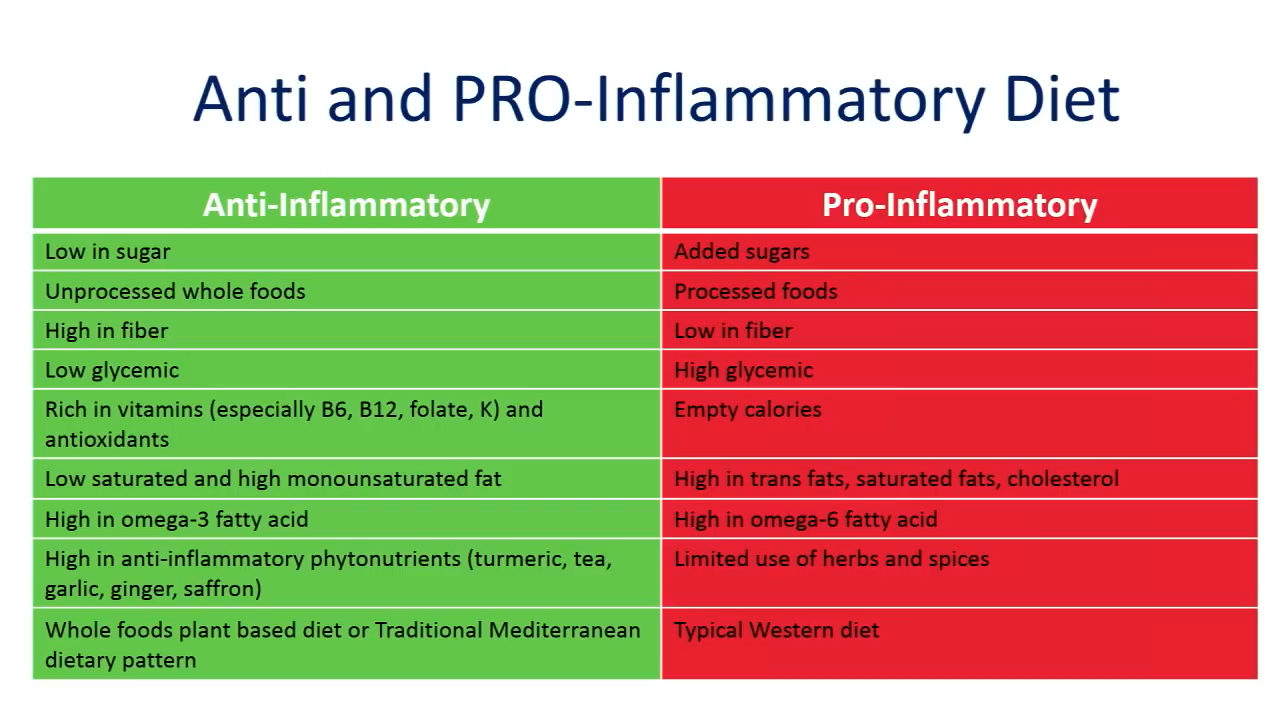 Anti and PRO-Inflammatory Diet
Anti-Inflammatory
Pro-Inflammatory
Low in sugar
Added sugars
Unprocessed whole foods
Processed foods
High in fiber
Low in fiber
Low glycemic
High glycemic
Rich in vitamins (especially B6, B12, folate, K) and
antioxidants
Empty calories
Low saturated and high monounsaturated fat
High in trans fats, saturated fats, cholesterol
High in omega-3 fatty acid
High in omega-6 fatty acid
High in anti-inflammatory phytonutrients (turmeric, tea,
garlic, ginger, saffron)
Limited use of herbs and spices
Whole foods plant based diet or Traditional Mediterranean
dietary pattern
Typical Western diet